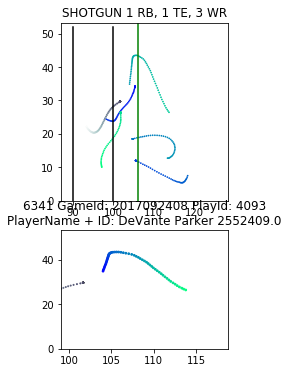 SHOTGUN 1 RB, 1 TE, 3 WR
50
40
30
20
10
0
90 100 110 120
6341 GameId: 2017092408 PlayId: 4093
PlayerName + ID: DeVante Parker 2552409.0
40
20
0
100 105 110 115